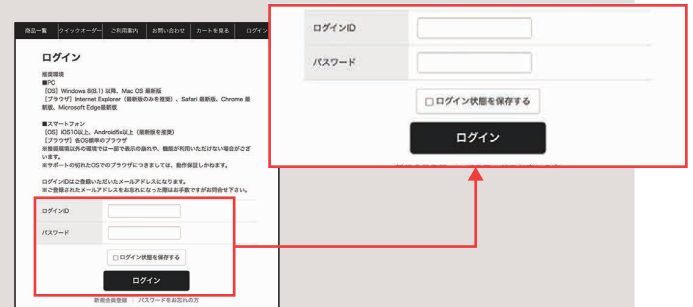 商品一覧 クイックオーダー ご利用案内 お問い合わせ カートを見る ログイン
ログイン
推奨環境
■PC
[OS] Windows 8(8.1) 以降、Mac OS 最新版
[ブラウザ] Internet Explorer（最新版のみを推奨）、Safari 最新版、Chrome 最
新版、Microsoft Edge最新版
■スマートフォン
[OS] iOS10以上、Android5x以上（最新版を推奨）
[ブラウザ] 各OS標準のブラウザ
※推奨環境以外の環境では一部で表示の崩れや、機能が利用いただけない場合がござ
います。
※サポートの切れたOSでのブラウザにつきましては、動作保証しかねます。
ログインIDはご登録いただいたメールアドレスになります。
※ご登録されたメールアドレスをお忘れになった際はお手数ですがお問合せ下さい。
ログインID
パスワード
ログイン状態を保存する
ログイン
新規会員登録 | パスワードをお忘れの方
ログインID
パスワード
ログイン状態を保存する
ログイン